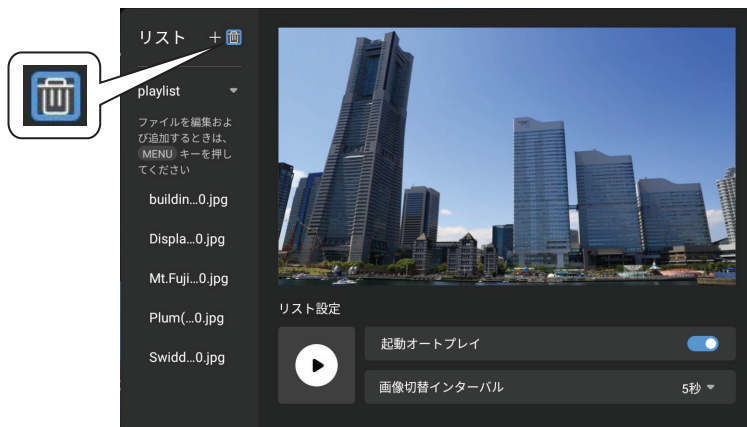 リスト
playlist
ファイルを編集およ
び追加するときは、
MENU キーを押し
てください
buildin...0.jpg
Displa...0.jpg
Mt.Fuji...0.jpg
Plum(...0.jpg
Swidd...0.jpg
リスト設定
起動オートプレイ
画像切替インターバル 5秒